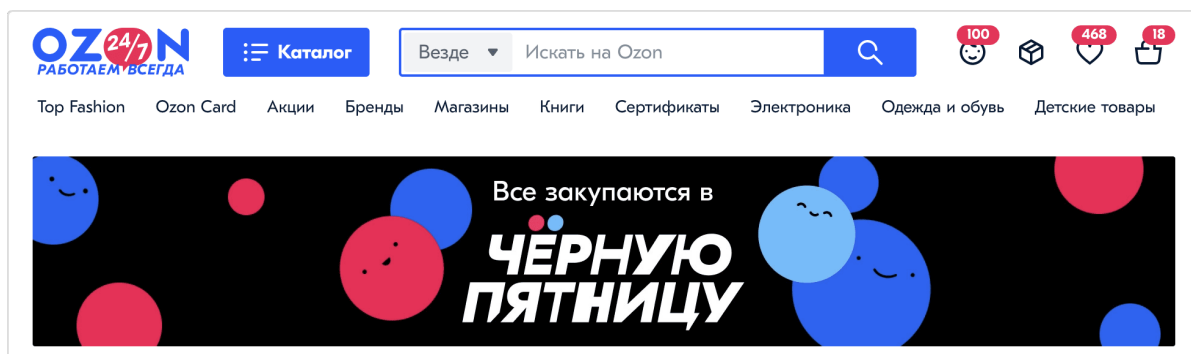 OZON
24/7
РАБОТАЕМ ВСЕГДА
Каталог
Везде
Искать на Ozon
100
468
18
Top Fashion Ozon Card Акции Бренды Магазины Книги Сертификаты Электроника Одежда и обувь Детские товары
Все закупаются в
ЧЁРНУЮ
ПЯТНИЦУ